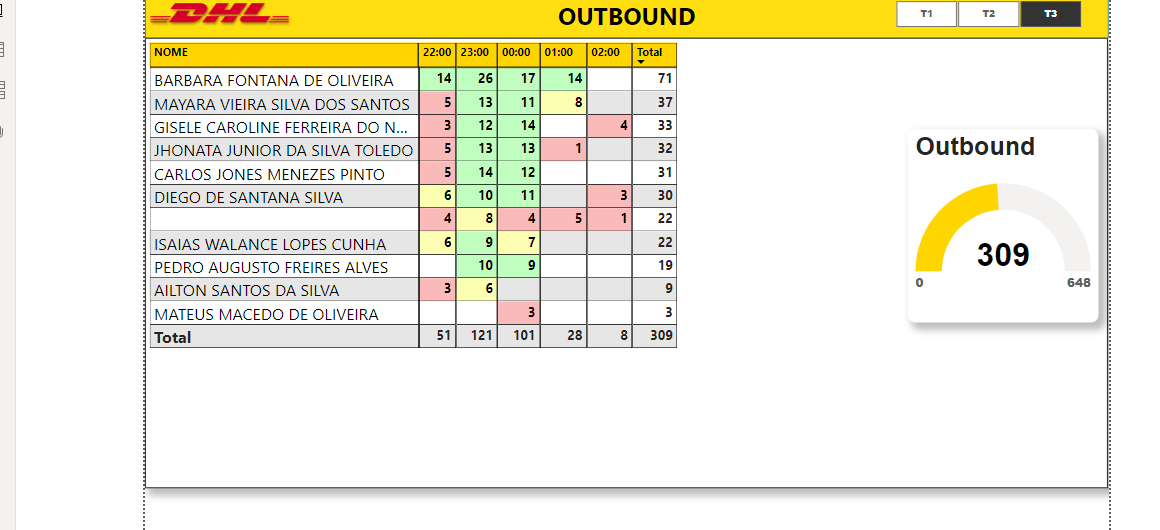 DHL
OUTBOUND
T1 T2 T3
NOME 22:00 23:00 00:00 01:00 02:00 Total
BARBARA FONTANA DE OLIVEIRA 14 26 17 14 71
MAYARA VIEIRA SILVA DOS SANTOS 5 13 11 8 37
GISELE CAROLINE FERREIRA DO N... 3 12 14 4 33
JHONATA JUNIOR DA SILVA TOLEDO 5 13 13 1 32
CARLOS JONES MENEZES PINTO 5 14 12 31
DIEGO DE SANTANA SILVA 6 10 11 3 30
4 8 4 5 1 22
ISAIAS WALANCE LOPES CUNHA 6 9 7 22
PEDRO AUGUSTO FREIRES ALVES 10 9 19
AILTON SANTOS DA SILVA 3 6 9
MATEUS MACEDO DE OLIVEIRA 3 3
Total 51 121 101 28 8 309
Outbound
309
0 648